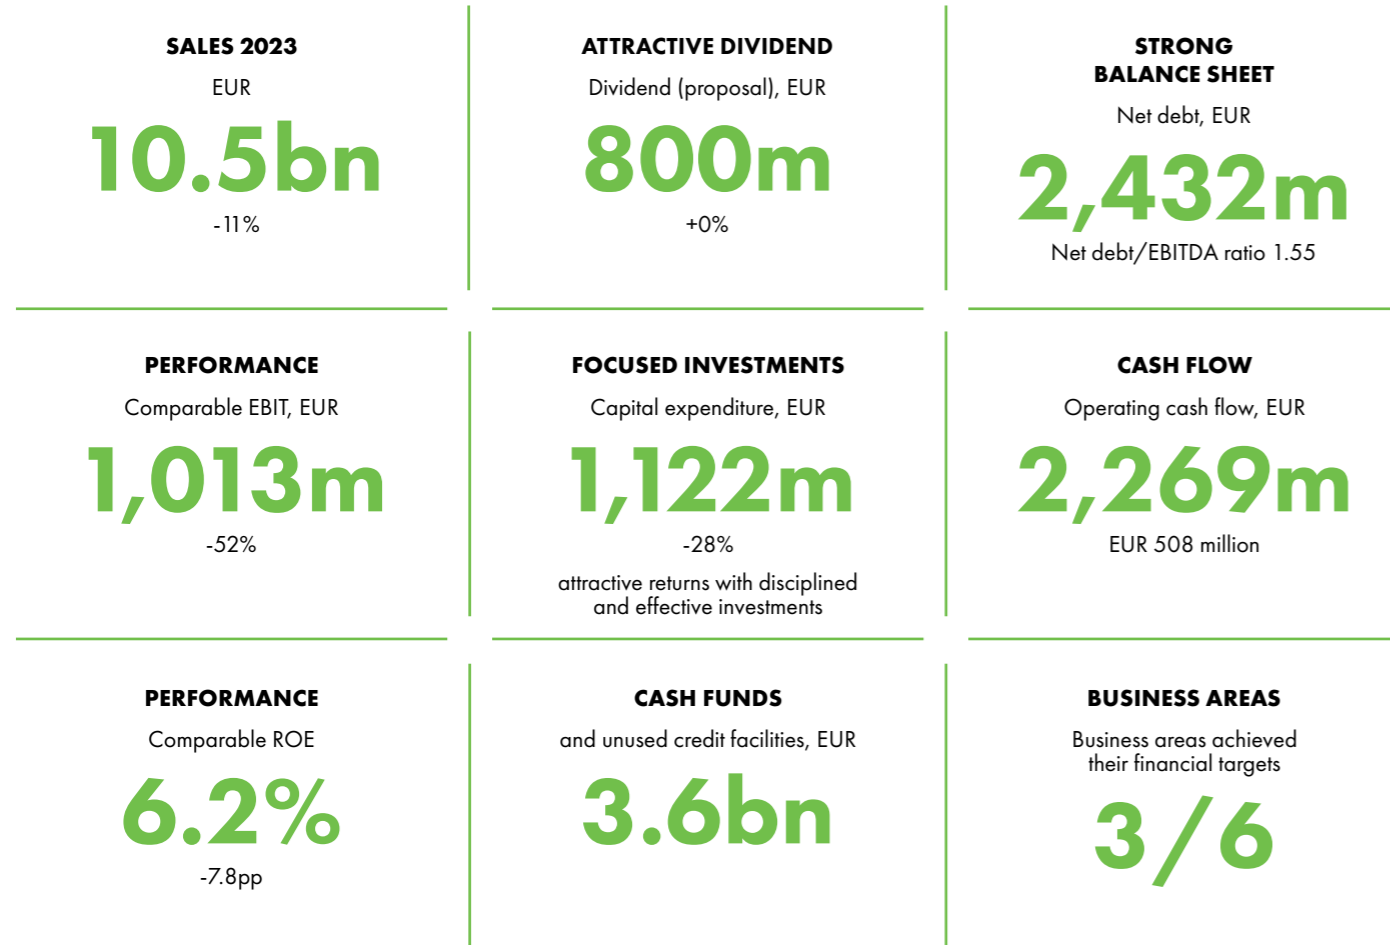 SALES 2023
EUR
10.5bn
-11%
ATTRACTIVE DIVIDEND
Dividend (proposal), EUR
800m
+0%
STRONG
BALANCE SHEET
Net debt, EUR
2,432m
Net debt/EBITDA ratio 1.55
PERFORMANCE
Comparable EBIT, EUR
1,013m
-52%
FOCUSED INVESTMENTS
Capital expenditure, EUR
1,122m
-28%
attractive returns with disciplined
and effective investments
CASH FLOW
Operating cash flow, EUR
2,269m
EUR 508 million
PERFORMANCE
Comparable ROE
6.2%
-7.8pp
CASH FUNDS
and unused credit facilities, EUR
3.6bn
BUSINESS AREAS
Business areas achieved
their financial targets
3/6